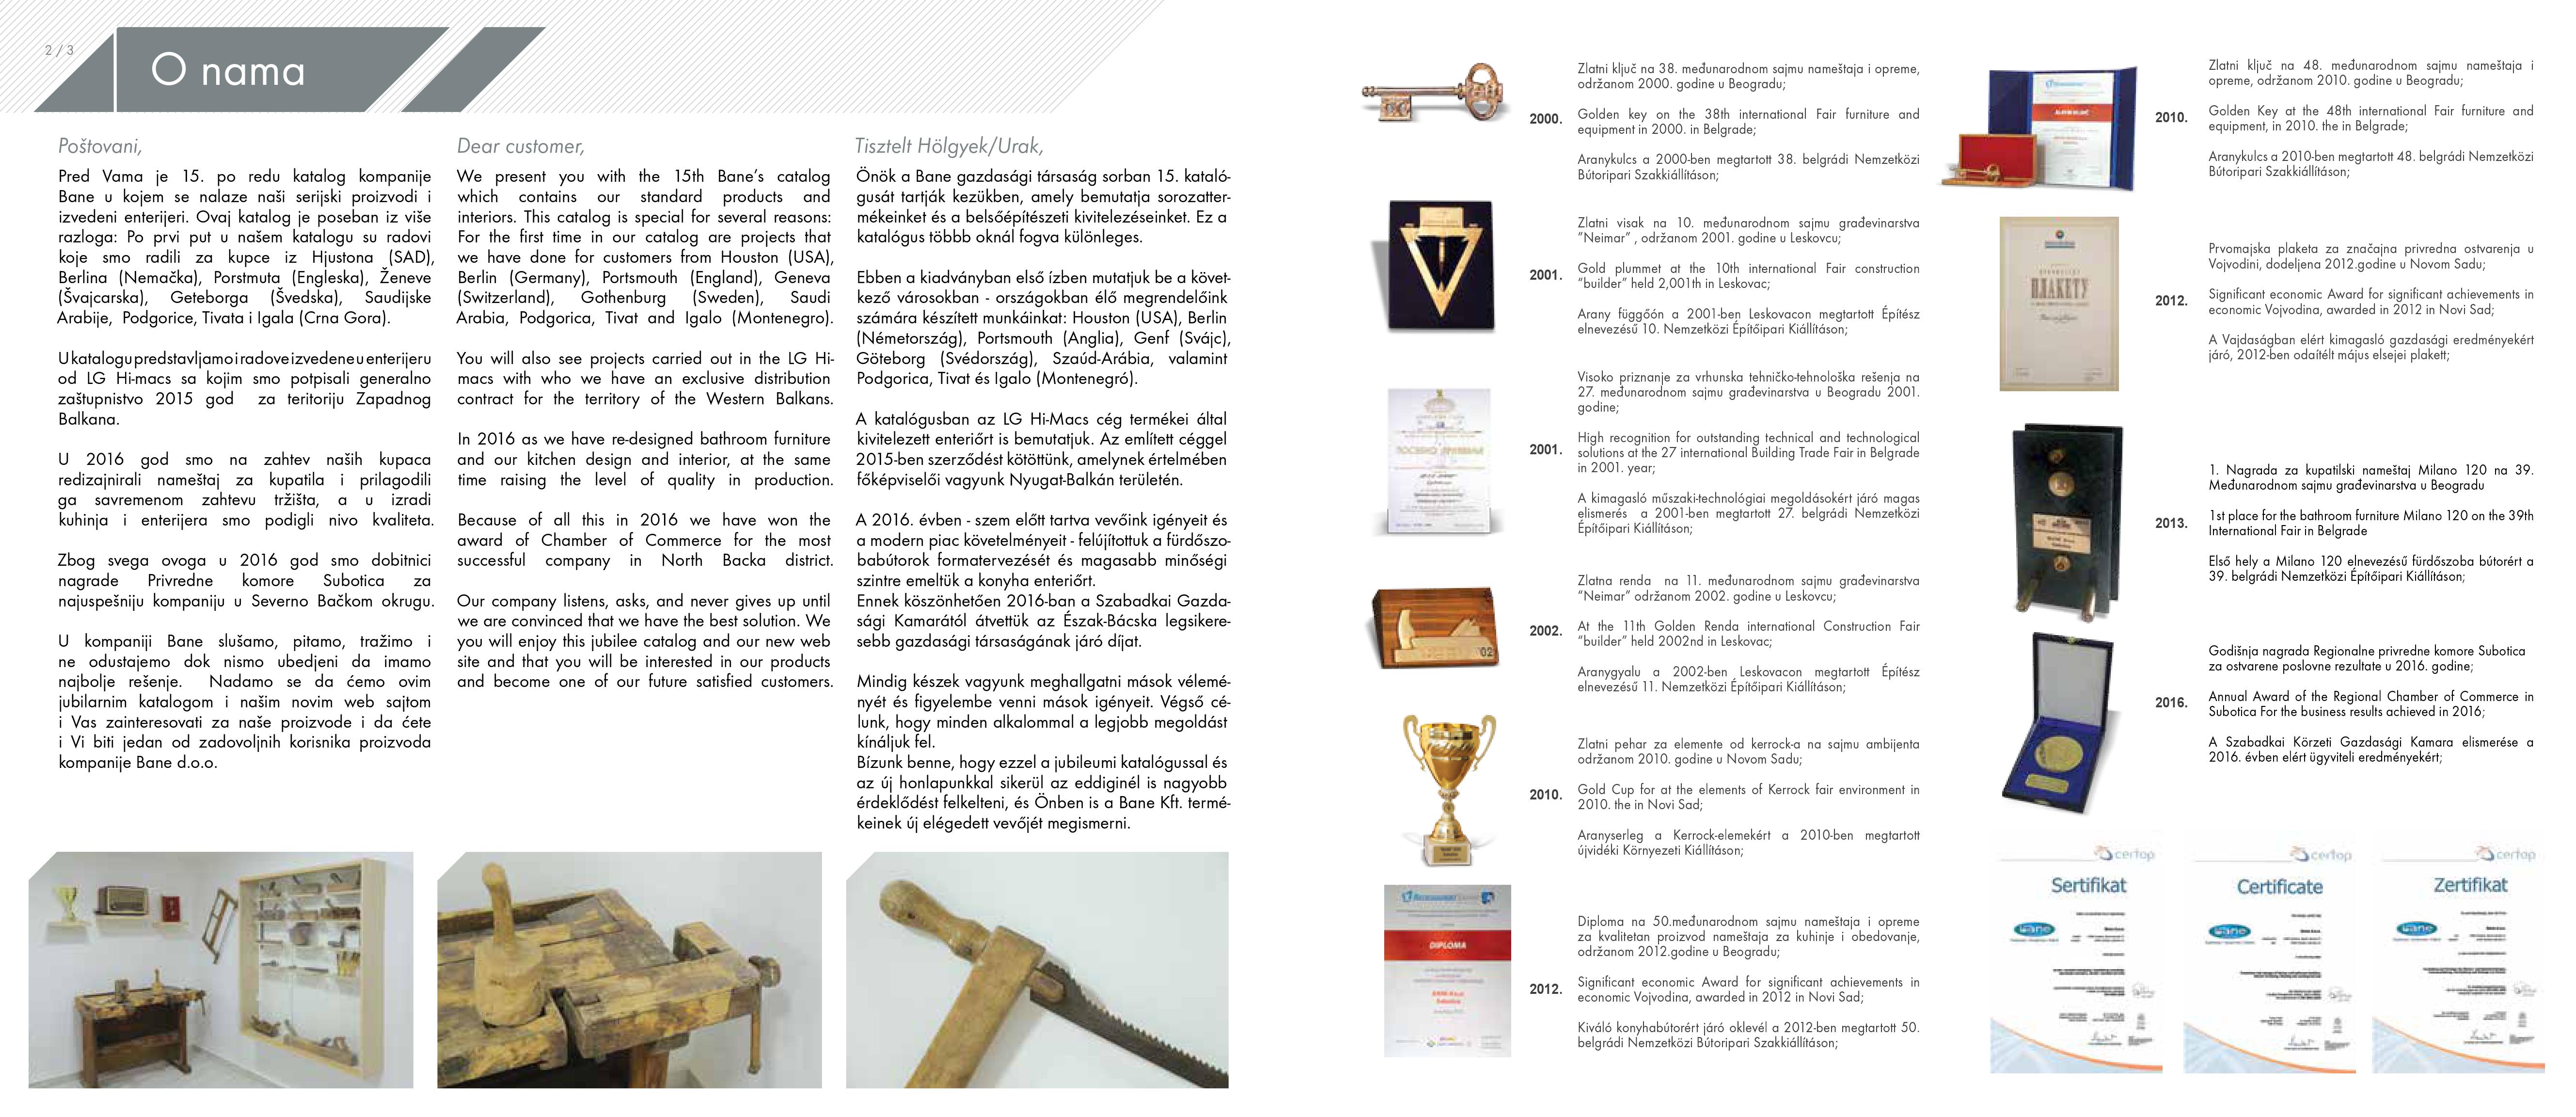 2 / 3
O nama
Poštovani,
Pred Vama je 15. po redu katalog kompanije
Bane u kojem se nalaze naši serijski proizvodi i
izvedeni enterijeri. Ovaj katalog je poseban iz više
razloga: Po prvi put u našem katalogu su radovi
koje smo radili za kupce iz Hjustona (SAD),
Berlina (Nemačka), Porstmuta (Engleska), Ženeve
(Švajcarska), Geteborga (Švedska), Saudijske
Arabije, Podgorice, Tivata i Igala (Crna Gora).
U katalogu predstavljamo i radove izvedene u enterijeru
od LG Hi-macs sa kojim smo potpisali generalno
zaštupnistvo 2015 god za teritoriju Zapadnog
Balkana.
U 2016 god smo na zahtev naših kupaca
redizajnirali nameštaj za kupatila i prilagodili
ga savremenom zahtevu tržišta, a u izradi
kuhinja i enterijera smo podigli nivo kvaliteta.
Zbog svega ovoga u 2016 god smo dobitnici
nagrade Privredne komore Subotica za
najuspešniju kompaniju u Severno Bačkom okrugu.
U kompaniji Bane slušamo, pitamo, tražimo i
ne odustajemo dok nismo ubedjeni da imamo
najbolje rešenje. Nadamo se da ćemo ovim
jubilarnim katalogom i našim novim web sajtom
i Vas zainteresovati za naše proizvode i da ćete
i Vi biti jedan od zadovoljnih korisnika proizvoda
kompanije Bane d.o.o.
Dear customer,
We present you with the 15th Bane's catalog
which contains our standard products and
interiors. This catalog is special for several reasons:
For the first time in our catalog are projects that
we have done for customers from Houston (USA),
Berlin (Germany), Portsmouth (England), Geneva
(Switzerland), Gothenburg (Sweden), Saudi
Arabia, Podgorica, Tivat and Igalo (Montenegro).
You will also see projects carried out in the LG Hi-
macs with who we have an exclusive distribution
contract for the territory of the Western Balkans.
In 2016 as we have re-designed bathroom furniture
and our kitchen design and interior, at the same
time raising the level of quality in production.
Because of all this in 2016 we have won the
award of Chamber of Commerce for the most
successful company in North Backa district.
Our company listens, asks, and never gives up until
we are convinced that we have the best solution. We
you will enjoy this jubilee catalog and our new web
site and that you will be interested in our products
and become one of our future satisfied customers.
Tisztelt Hölgyek/Urak,
Önök a Bane gazdasági társaság sorban 15. kataló-
gusát tartják kezükben, amely bemutatja sorozatter-
mékeinket és a belsőépítészeti kivitelezéseinket. Ez a
katalógus többb oknál fogva különleges.
Ebben a kiadványban első ízben mutatjuk be a követ-
kező városokban - országokban élő megrendelőink
számára készített munkáinkat: Houston (USA), Berlin
(Németország), Portsmouth (Anglia), Genf (Svájc),
Göteborg (Svédország), Szaúd-Arábia, valamint
Podgorica, Tivat és Igalo (Montenegró).
A katalógusban az LG Hi-Macs cég termékei által
kivitelezett enteriőrt is bemutatjuk. Az említett céggel
2015-ben szerződést kötöttünk, amelynek értelmében
főképviselői vagyunk Nyugat-Balkán területén.
A 2016. évben - szem előtt tartva vevőink igényeit és
a modern piac követelményeit - felújítottuk a fürdőszo-
babútorok formatervezését és magasabb minőségi
szintre emeltük a konyha enteriőrt.
Ennek köszönhetően 2016-ban a Szabadkai Gazda-
sági Kamarától átvettük az Észak-Bácska legsikere-
sebb gazdasági társaságának járó díjat.
Mindig készek vagyunk meghallgatni mások vélemé-
nyét és figyelembe venni mások igényeit. Végső cé-
lunk, hogy minden alkalommal a legjobb megoldást
kínáljuk fel.
Bízunk benne, hogy ezzel a jubileumi katalógussal és
az új honlapunkkal sikerül az eddiginél is nagyobb
érdeklődést felkelteni, és Önben is a Bane Kft. termé-
keinek új elégedett vevőjét megismerni.
2000.
Zlatni ključ na 38. međunarodnom sajmu nameštaja i opreme,
održanom 2000. godine u Beogradu;
Golden key on the 38th international Fair furniture and
equipment in 2000. in Belgrade;
Aranykulcs a 2000-ben megtartott 38. belgrádi Nemzetközi
Bútoripari Szakkiállításon;
2001.
Zlatni visak na 10. međunarodnom sajmu građevinarstva
"Neimar" , održanom 2001. godine u Leskovcu;
Gold plummet at the 10th international Fair construction
"builder" held 2,001th in Leskovac;
Arany függőón a 2001-ben Leskovacon megtartott Építész
elnevezésű 10. Nemzetközi Építőipari Kiállításon;
2001.
Visoko priznanje za vrhunska tehničko-tehnološka rešenja na
27. međunarodnom sajmu građevinarstva u Beogradu 2001.
godine;
High recognition for outstanding technical and technological
solutions at the 27 international Building Trade Fair in Belgrade
in 2001. year;
A kimagasló műszaki-technológiai megoldásokért járó magas
elismerés a 2001-ben megtartott 27. belgrádi Nemzetközi
Építőipari Kiállításon;
2002.
Zlatna renda na 11. međunarodnom sajmu građevinarstva
"Neimar" održanom 2002. godine u Leskovcu;
At the 11th Golden Renda international Construction Fair
"builder" held 2002nd in Leskovac;
Aranygyalu a 2002-ben Leskovacon megtartott Építész
elnevezésű 11. Nemzetközi Építőipari Kiállításon;
'02
2010.
Zlatni pehar za elemente od kerrock-a na sajmu ambijenta
održanom 2010. godine u Novom Sadu;
Gold Cup for at the elements of Kerrock fair environment in
2010. the in Novi Sad;
Aranyserleg a Kerrock-elemekért a 2010-ben megtartott
újvidéki Környezeti Kiállításon;
DIPLOMA
2012.
Diploma na 50.međunarodnom sajmu nameštaja i opreme
za kvalitetan proizvod nameštaja za kuhinje i obedovanje,
održanom 2012.godine u Beogradu;
Significant economic Award for significant achievements in
economic Vojvodina, awarded in 2012 in Novi Sad;
Kiváló konyhabútorért járó oklevél a 2012-ben megtartott 50.
belgrádi Nemzetközi Bútoripari Szakkiállításon;
2010.
Zlatni ključ na 48. međunarodnom sajmu nameštaja i
opreme, održanom 2010. godine u Beogradu;
Golden Key at the 48th international Fair furniture and
equipment, in 2010. the in Belgrade;
Aranykulcs a 2010-ben megtartott 48. belgrádi Nemzetközi
Bútoripari Szakkiállításon;
ПЛАКЕТУ
2012.
Prvomajska plaketa za značajna privredna ostvarenja u
Vojvodini, dodeljena 2012.godine u Novom Sadu;
Significant economic Award for significant achievements in
economic Vojvodina, awarded in 2012 in Novi Sad;
A Vajdaságban elért kimagasló gazdasági eredményekért
járó, 2012-ben odaítélt május elsejei plakett;
2013.
1. Nagrada za kupatilski nameštaj Milano 120 na 39.
Međunarodnom sajmu građevinarstva u Beogradu
1st place for the bathroom furniture Milano 120 on the 39th
International Fair in Belgrade
Első hely a Milano 120 elnevezésű fürdőszoba bútorért a
39. belgrádi Nemzetközi Építőipari Kiállításon;
2016.
Godišnja nagrada Regionalne privredne komore Subotica
za ostvarene poslovne rezultate u 2016. godine;
Annual Award of the Regional Chamber of Commerce in
Subotica For the business results achieved in 2016;
A Szabadkai Körzeti Gazdasági Kamara elismerése a
2016. évben elért ügyviteli eredményekért;
certop
Sertifikat
Bane
certop
Certificate
Bane
certop
Zertifikat
Bane